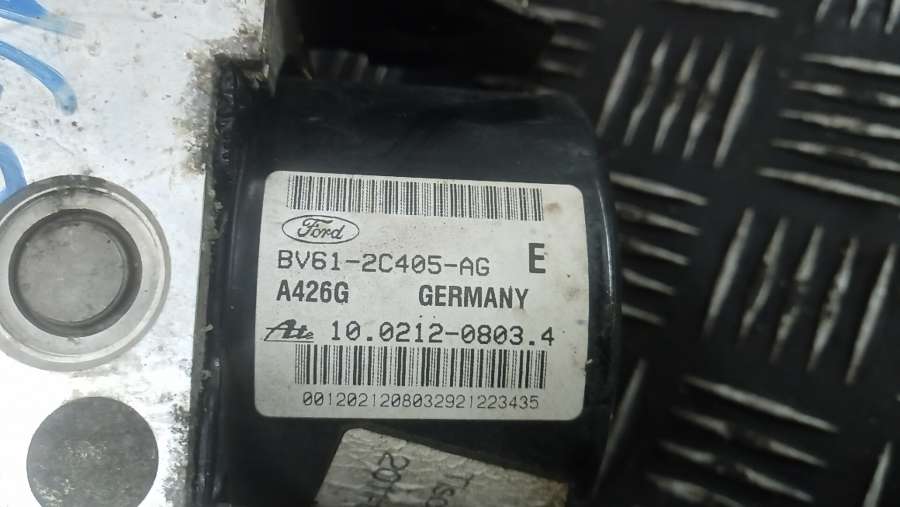 Ford
BV61-2C405-AG E
A426G GERMANY
Ate 10.0212-0803.4
0012021208032921223435